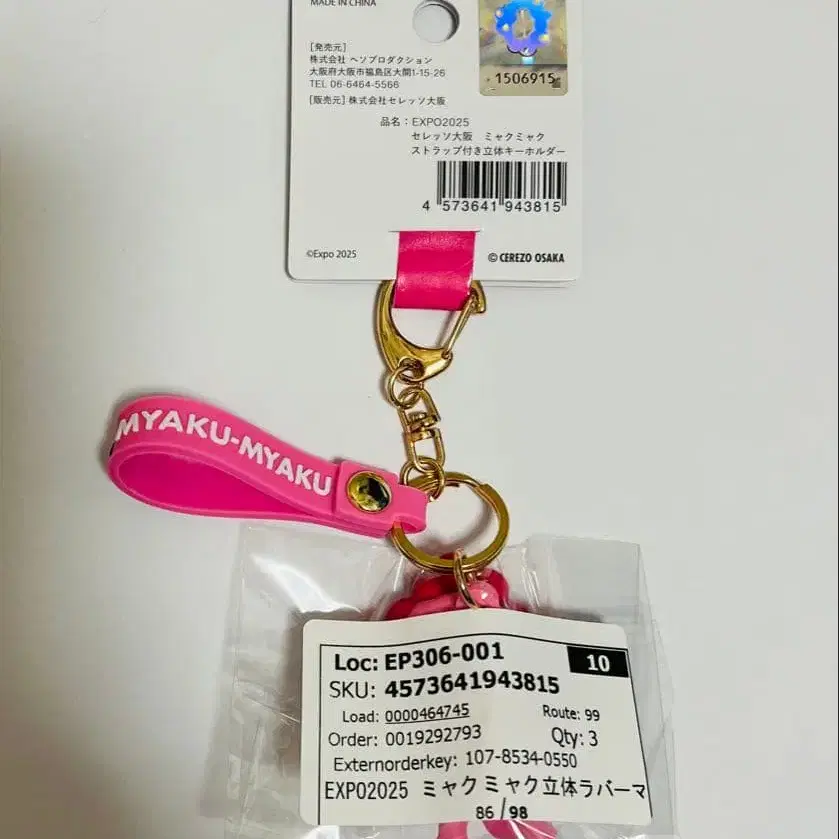 MADE IN CHINA
[発売元]
株式会社 ヘソプロダクション
大阪府大阪市福島区大開1-15-26
TEL 06-6464-5566
[販売元] 株式会社セレッソ大阪
1506915
品名：EXPO2025
セレッソ大阪 ミャクミャク
ストラップ付き立体キーホルダー
4 573641 943815
©Expo 2025
© CEREZO OSAKA
MYAKU-MYAKU
Loc: EP306-001
10
SKU: 4573641943815
Load: 0000464745
Route: 99
Order: 0019292793
Qty: 3
Externorderkey: 107-8534-0550
EXPO2025 ミャクミャク立体ラバーマ
86 / 98